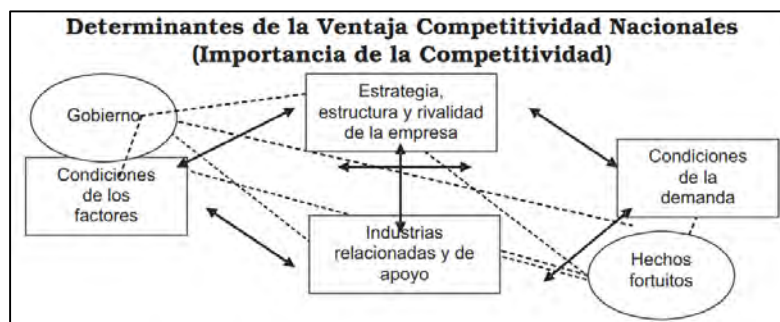 Determinantes de la Ventaja Competitividad Nacionales
(Importancia de la Competitividad)
Gobierno
Estrategia,
estructura y rivalidad
de la empresa
Condiciones
de los
factores
Condiciones
de la
demanda
Industrias
relacionadas y de
apoyo
Hechos
fortuitos